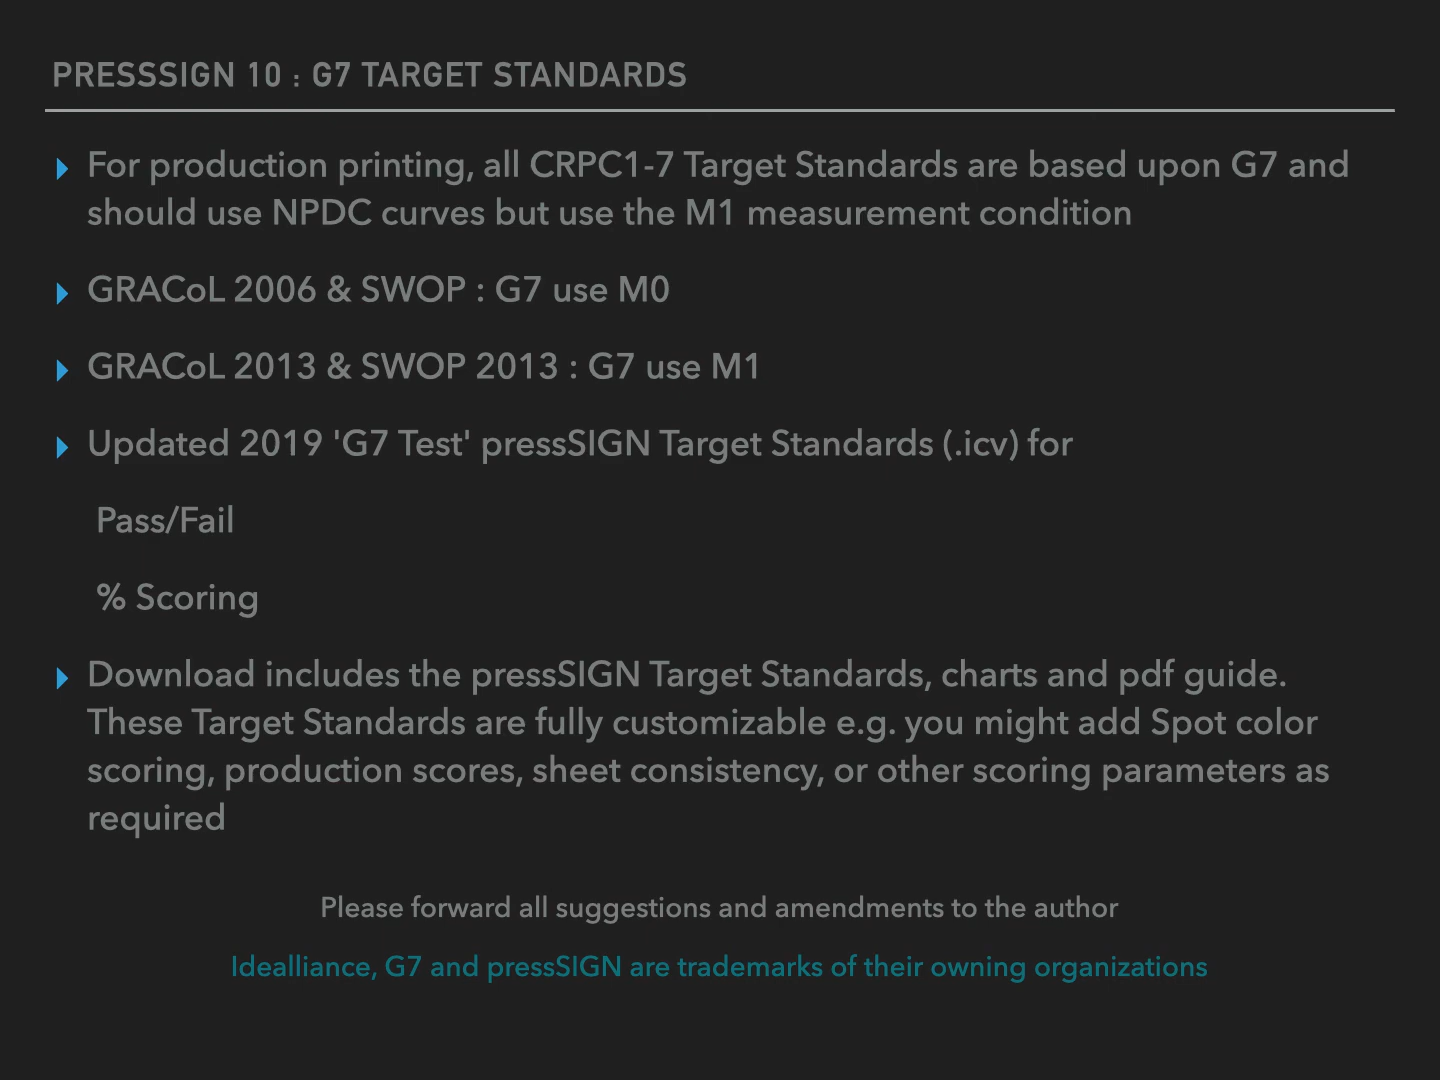 PRESSSIGN 10 : G7 TARGET STANDARDS
For production printing, all CRPC1-7 Target Standards are based upon G7 and
should use NPDC curves but use the M1 measurement condition
GRACoL 2006 & SWOP : G7 use M0
GRACoL 2013 & SWOP 2013 : G7 use M1
Updated 2019 'G7 Test' pressSIGN Target Standards (.icv) for
Pass/Fail
% Scoring
Download includes the pressSIGN Target Standards, charts and pdf guide.
These Target Standards are fully customizable e.g. you might add Spot color
scoring, production scores, sheet consistency, or other scoring parameters as
required
Please forward all suggestions and amendments to the author
Idealliance, G7 and pressSIGN are trademarks of their owning organizations